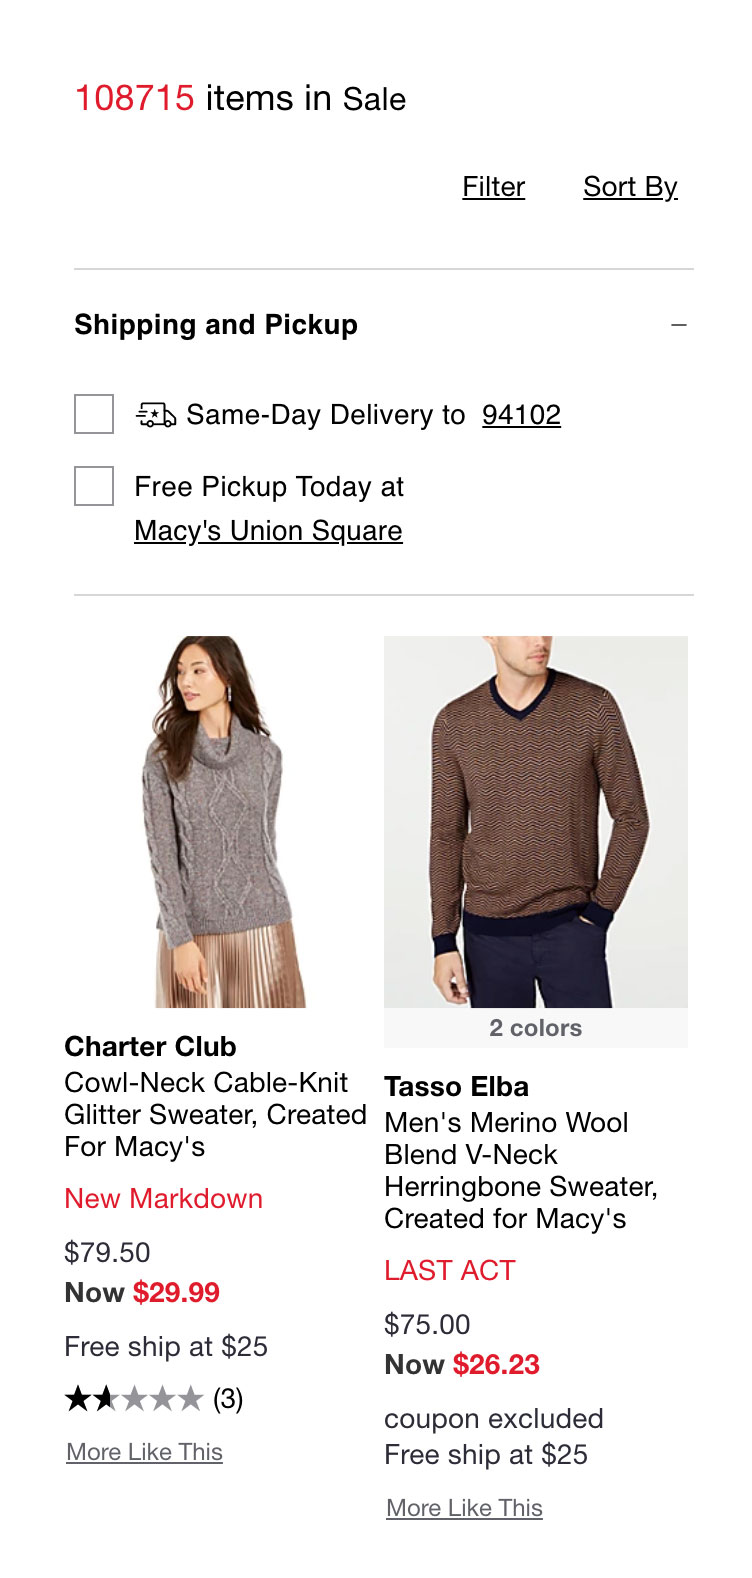 108715 items in Sale
Filter
Sort By
Shipping and Pickup
Same-Day Delivery to 94102
Free Pickup Today at
Macy's Union Square
Charter Club
Cowl-Neck Cable-Knit
Glitter Sweater, Created
For Macy's
New Markdown
$79.50
Now $29.99
Free ship at $25
(3)
More Like This
2 colors
Tasso Elba
Men's Merino Wool
Blend V-Neck
Herringbone Sweater,
Created for Macy's
LAST ACT
$75.00
Now $26.23
coupon excluded
Free ship at $25
More Like This